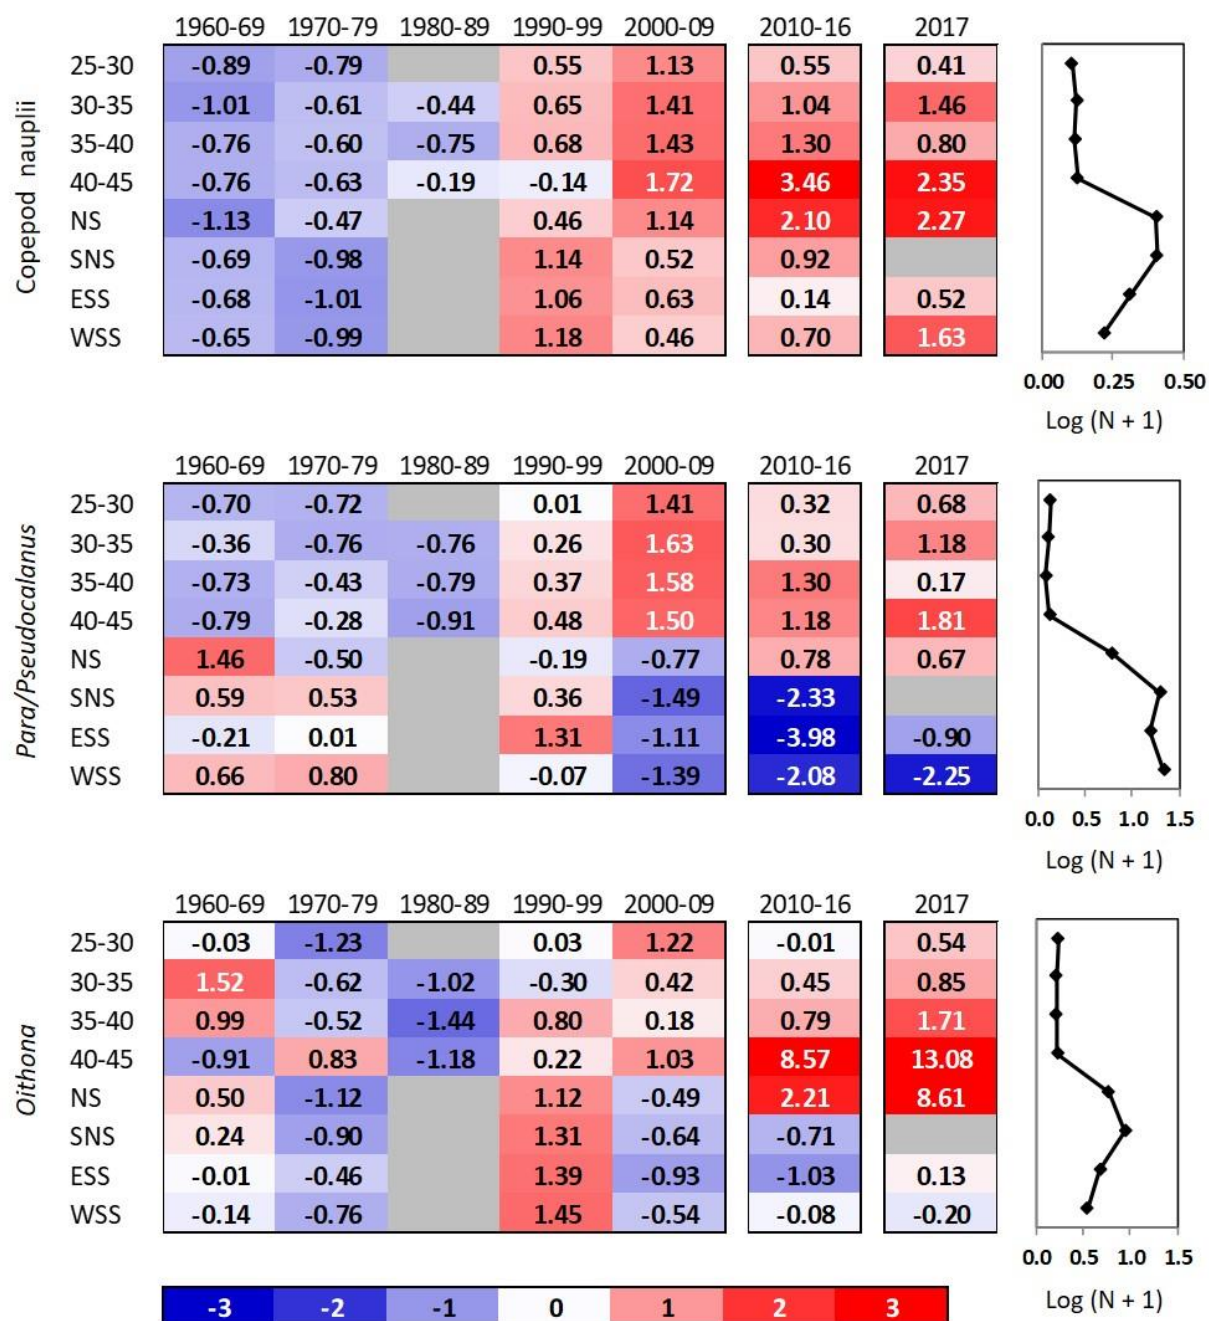 1960-69 1970-79 1980-89 1990-99 2000-09 2010-16 2017
Copepod nauplii
25-30 -0.89 -0.79 0.55 1.13 0.55 0.41
30-35 -1.01 -0.61 -0.44 0.65 1.41 1.04 1.46
35-40 -0.76 -0.60 -0.75 0.68 1.43 1.30 0.80
40-45 -0.76 -0.63 -0.19 -0.14 1.72 3.46 2.35
NS -1.13 -0.47 0.46 1.14 2.10 2.27
SNS -0.69 -0.98 1.14 0.52 0.92
ESS -0.68 -1.01 1.06 0.63 0.14 0.52
WSS -0.65 -0.99 1.18 0.46 0.70 1.63
0.00 0.25 0.50
Log (N + 1)
1960-69 1970-79 1980-89 1990-99 2000-09 2010-16 2017
Para/Pseudocalanus
25-30 -0.70 -0.72 0.01 1.41 0.32 0.68
30-35 -0.36 -0.76 -0.76 0.26 1.63 0.30 1.18
35-40 -0.73 -0.43 -0.79 0.37 1.58 1.30 0.17
40-45 -0.79 -0.28 -0.91 0.48 1.50 1.18 1.81
NS 1.46 -0.50 -0.19 -0.77 0.78 0.67
SNS 0.59 0.53 0.36 -1.49 -2.33
ESS -0.21 0.01 1.31 -1.11 -3.98 -0.90
WSS 0.66 0.80 -0.07 -1.39 -2.08 -2.25
0.0 0.5 1.0 1.5
Log (N + 1)
1960-69 1970-79 1980-89 1990-99 2000-09 2010-16 2017
Oithona
25-30 -0.03 -1.23 0.03 1.22 -0.01 0.54
30-35 1.52 -0.62 -1.02 -0.30 0.42 0.45 0.85
35-40 0.99 -0.52 -1.44 0.80 0.18 0.79 1.71
40-45 -0.91 0.83 -1.18 0.22 1.03 8.57 13.08
NS 0.50 -1.12 1.12 -0.49 2.21 8.61
SNS 0.24 -0.90 1.31 -0.64 -0.71
ESS -0.01 -0.46 1.39 -0.93 -1.03 0.13
WSS -0.14 -0.76 1.45 -0.54 -0.08 -0.20
0.0 0.5 1.0 1.5
Log (N + 1)
-3 -2 -1 0 1 2 3